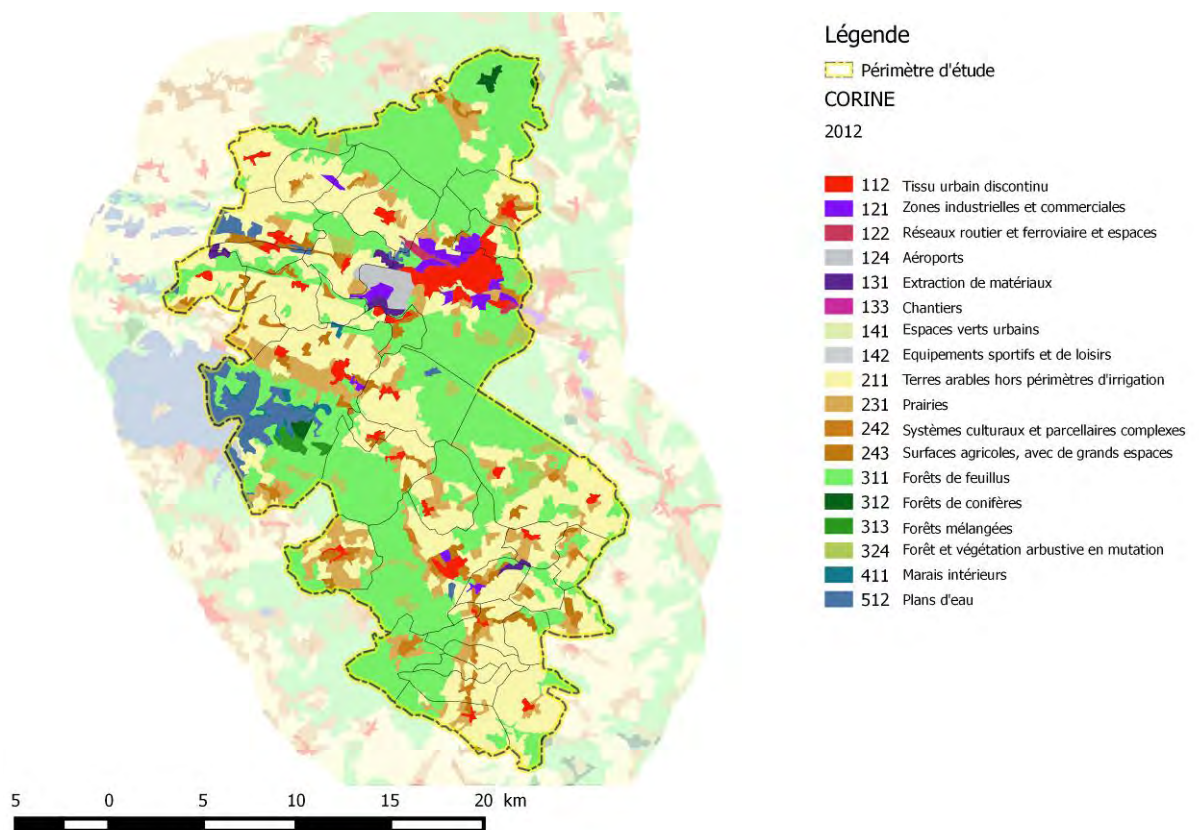 Légende
Périmètre d'étude
CORINE
2012
112 Tissu urbain discontinu
121 Zones industrielles et commerciales
122 Réseaux routier et ferroviaire et espaces
124 Aéroports
131 Extraction de matériaux
133 Chantiers
141 Espaces verts urbains
142 Equipements sportifs et de loisirs
211 Terres arables hors périmètres d'irrigation
231 Prairies
242 Systèmes culturaux et parcellaires complexes
243 Surfaces agricoles, avec de grands espaces
311 Forêts de feuillus
312 Forêts de conifères
313 Forêts mélangées
324 Forêt et végétation arbustive en mutation
411 Marais intérieurs
512 Plans d'eau
5 0 5 10 15 20 km